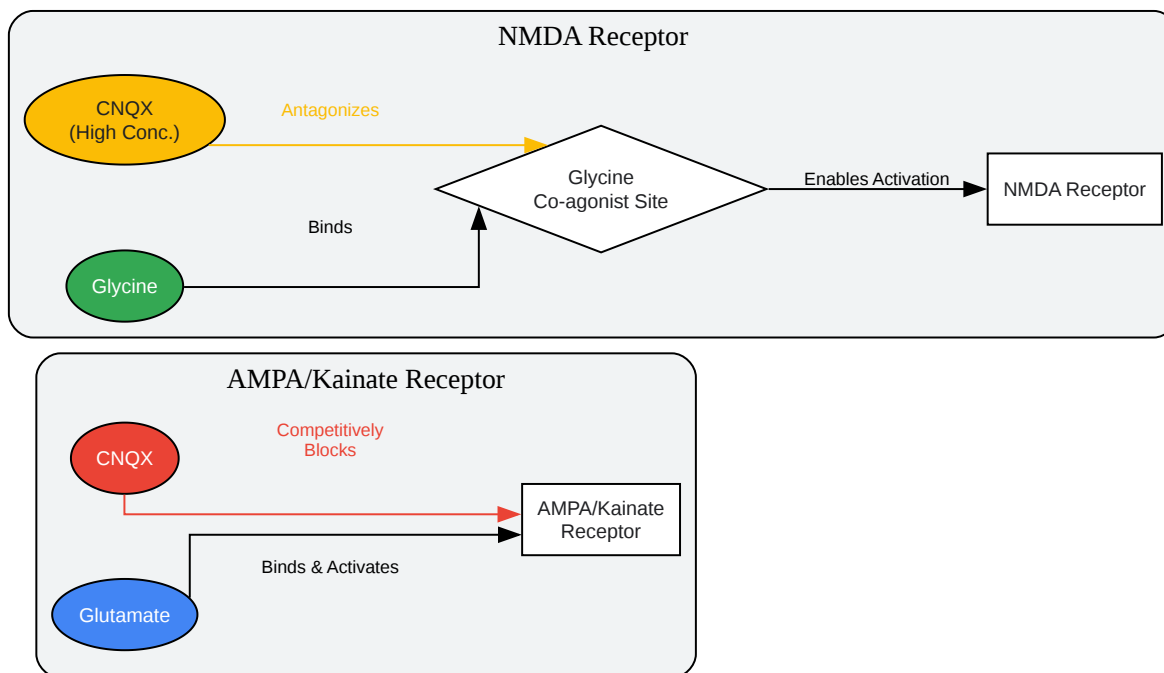 NMDA Receptor
CNQX
(High Conc.)
Antagonizes
Glycine
Co-agonist Site
Enables Activation
NMDA Receptor
Binds
Glycine
AMPA/Kainate Receptor
CNQX
Competitively
Blocks
AMPA/Kainate
Receptor
Binds & Activates
Glutamate